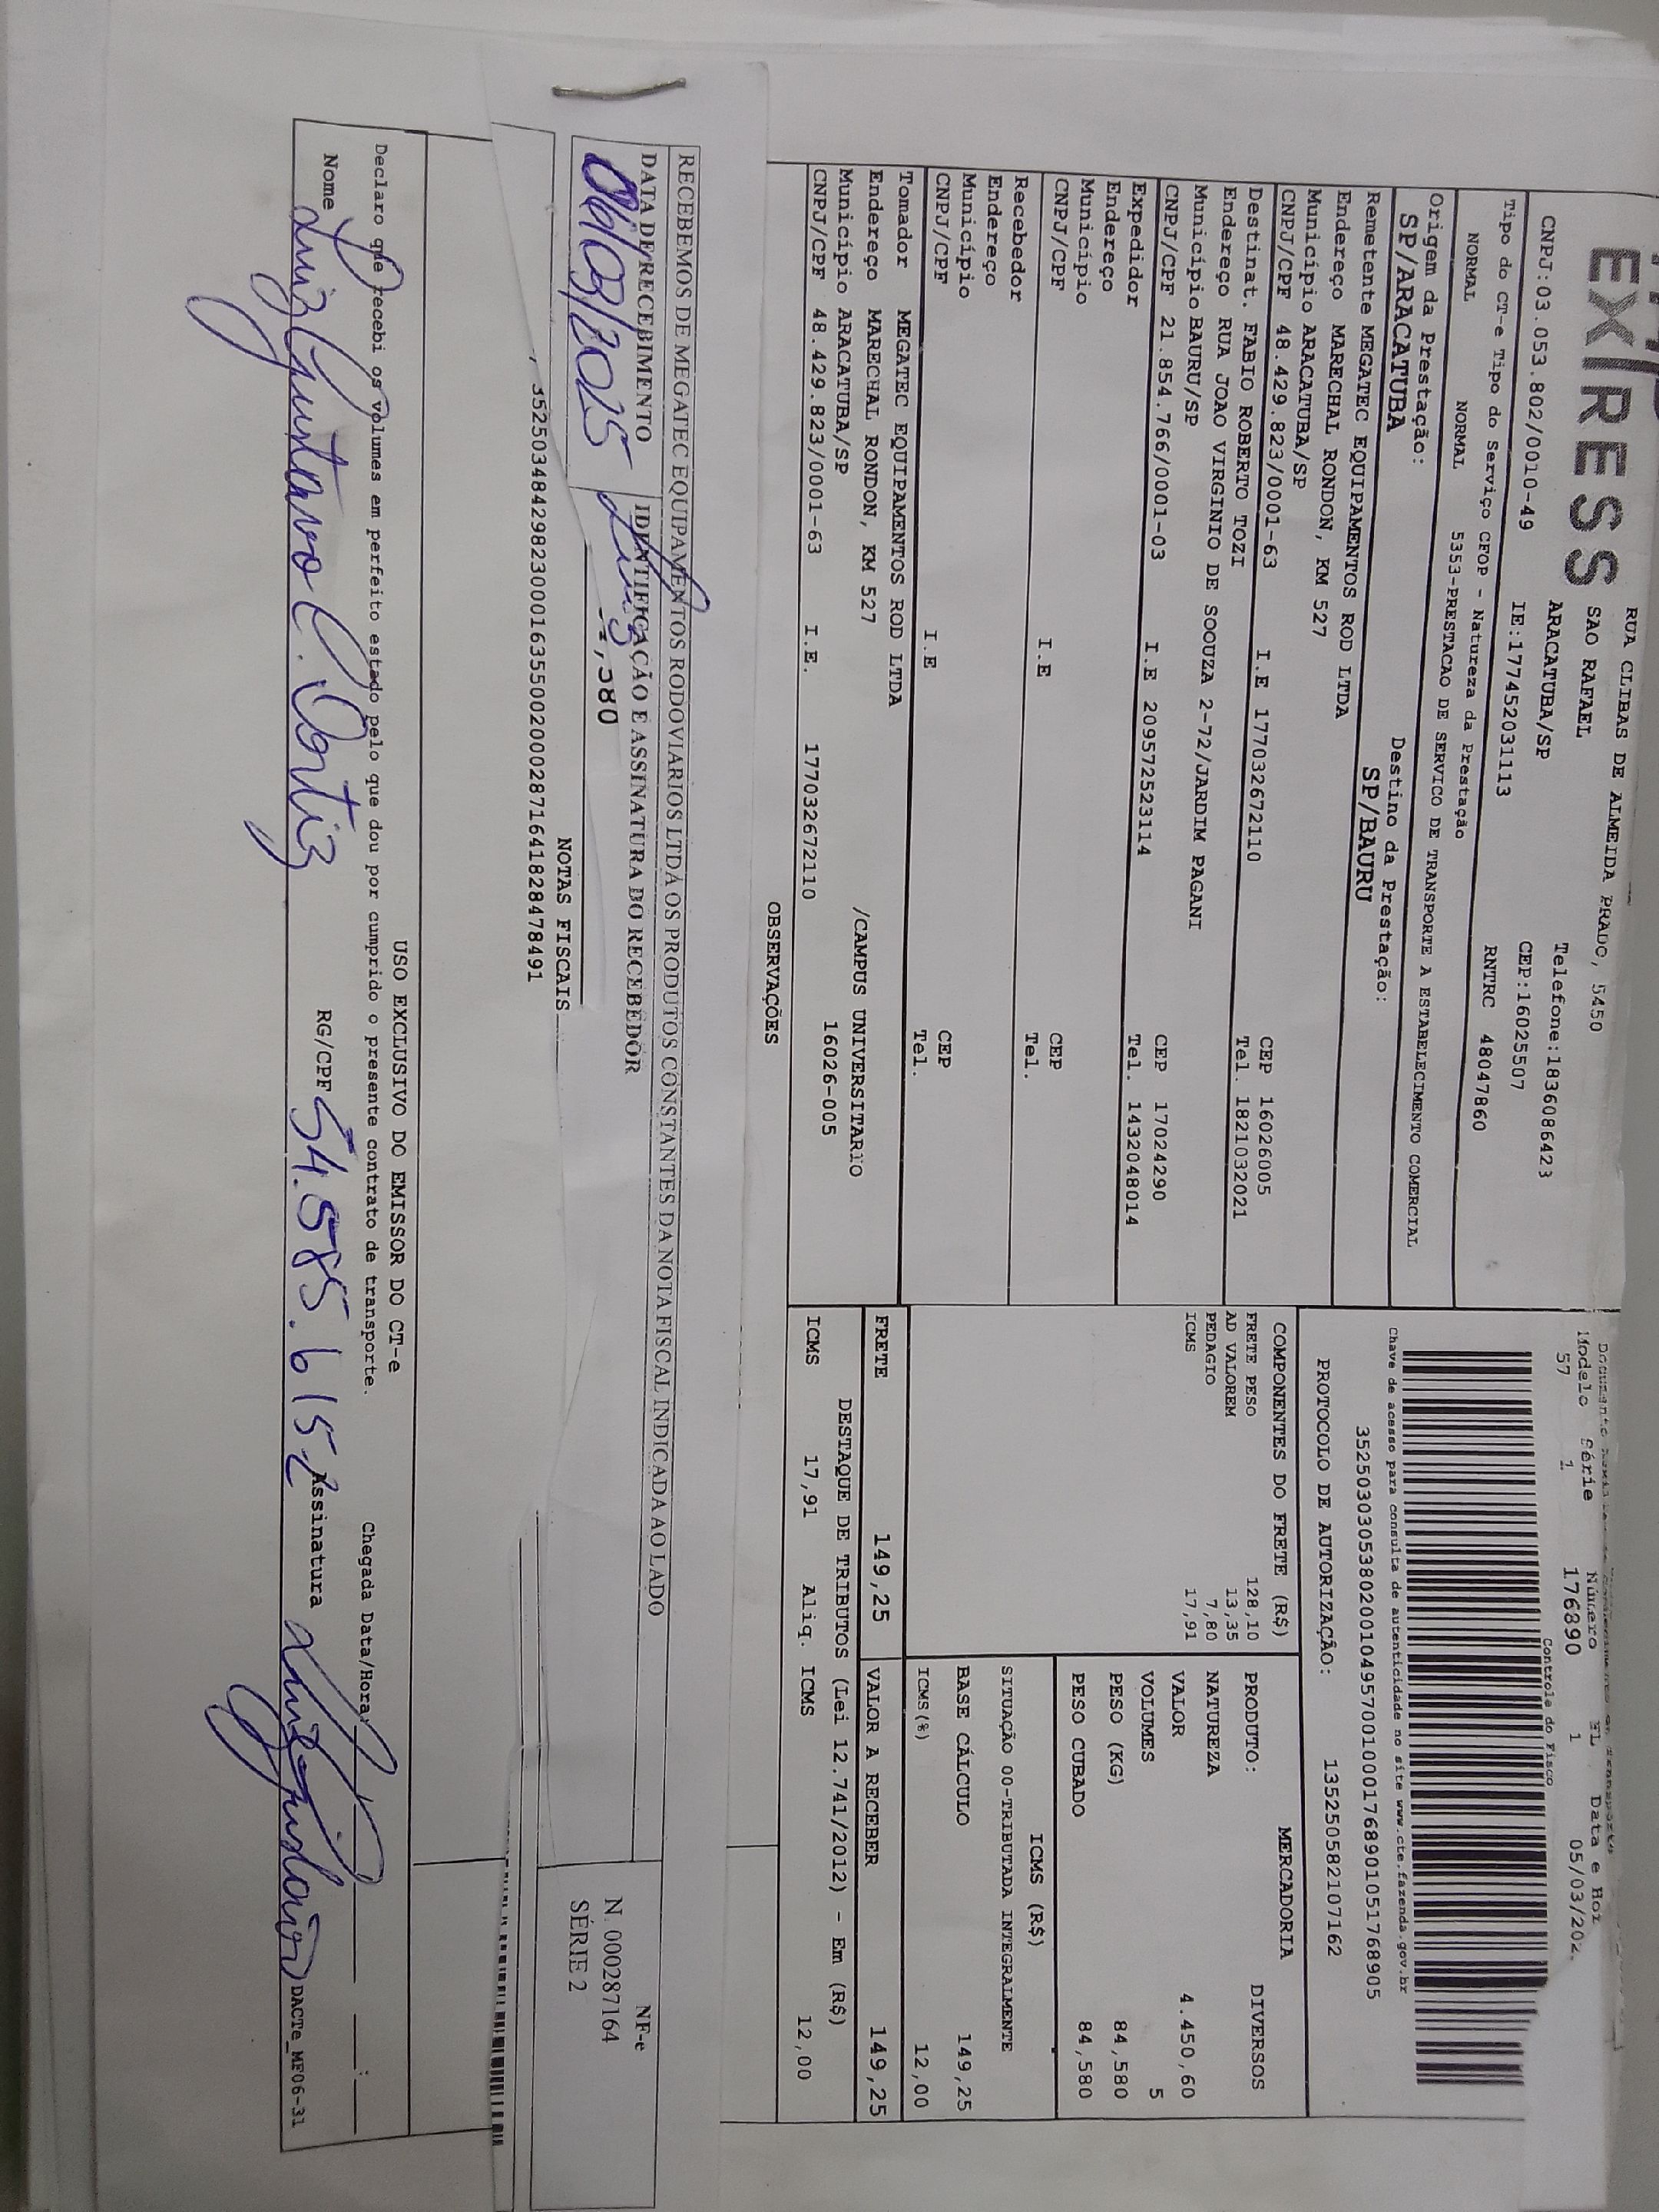 EXPRESS
RUA CLIBAS DE ALMEIDA PRADO, 5450
SAO RAFAEL
ARACATUBA/SP
Telefone:1836086423
CNPJ:03.053.802/0010-49 IE:177452031113 CEP:16025507
Tipo do CT-e Tipo do Serviço CFOP - Natureza da Prestação RNTRC 48047860
NORMAL NORMAL 5353-PRESTACAO DE SERVICO DE TRANSPORTE A ESTABELECIMENTO COMERCIAL
Origem da Prestação: Destino da Prestação:
SP/ARACATUBA SP/BAURU
Remetente MEGATEC EQUIPAMENTOS ROD LTDA
Endereço MARECHAL RONDON, KM 527
Município ARACATUBA/SP CEP 16026005
CNPJ/CPF 48.429.823/0001-63 I.E 177032672110 Tel. 1821032021
Destinat. FABIO ROBERTO TOZI
Endereço RUA JOAO VIRGINIO DE SOOUZA 2-72/JARDIM PAGANI
Município BAURU/SP CEP 17024290
CNPJ/CPF 21.854.766/0001-03 I.E 209572523114 Tel. 1432048014
Expedidor
Endereço
Município CEP
CNPJ/CPF I.E Tel.
Recebedor
Endereço
Município CEP
CNPJ/CPF I.E Tel.
Tomador MEGATEC EQUIPAMENTOS ROD LTDA
Endereço MARECHAL RONDON, KM 527 /CAMPUS UNIVERSITARIO
Município ARACATUBA/SP 16026-005
CNPJ/CPF 48.429.823/0001-63 I.E. 177032672110
Modelo Série Número FL Data e Hor
57 1 176890 1 05/03/202
Controle do Fisco
Chave de acesso para consulta de autenticidade no site www.cte.fazenda.gov.br
35250303053802001049570010001768901051768905
PROTOCOLO DE AUTORIZAÇÃO: 135250582107162
COMPONENTES DO FRETE (R$)
FRETE PESO 128,10
AD VALOREM 13,35
PEDAGIO 7,80
ICMS 17,91
MERCADORIA
PRODUTO: DIVERSOS
NATUREZA
VALOR 4.450,60
VOLUMES 5
PESO (KG) 84,580
PESO CUBADO 84,580
ICMS (R$)
SITUAÇÃO 00-TRIBUTADA INTEGRALMENTE
BASE CÁLCULO 149,25
ICMS(%) 12,00
FRETE 149,25 VALOR A RECEBER 149,25
DESTAQUE DE TRIBUTOS (Lei 12.741/2012) - Em (R$)
ICMS 17,91 Aliq. ICMS 12,00
OBSERVAÇÕES
RECEBEMOS DE MEGATEC EQUIPAMENTOS RODOVIARIOS LTDA OS PRODUTOS CONSTANTES DA NOTA FISCAL INDICADA AO LADO
DATA DE RECEBIMENTO IDENTIFICAÇÃO E ASSINATURA DO RECEBEDOR
/03/2025 Luiz
,580
NF-e
N. 000287164
SÉRIE 2
NOTAS FISCAIS
35250348429823000163550020002871641828478491
USO EXCLUSIVO DO EMISSOR DO CT-e
Declaro que recebi os volumes em perfeito estado pelo que dou por cumprido o presente contrato de transporte. Chegada Data/Hora:
Nome Luiz Gustavo C. Ortiz RG/CPF 54.585.615-2 Assinatura
DACTe_MF06-31